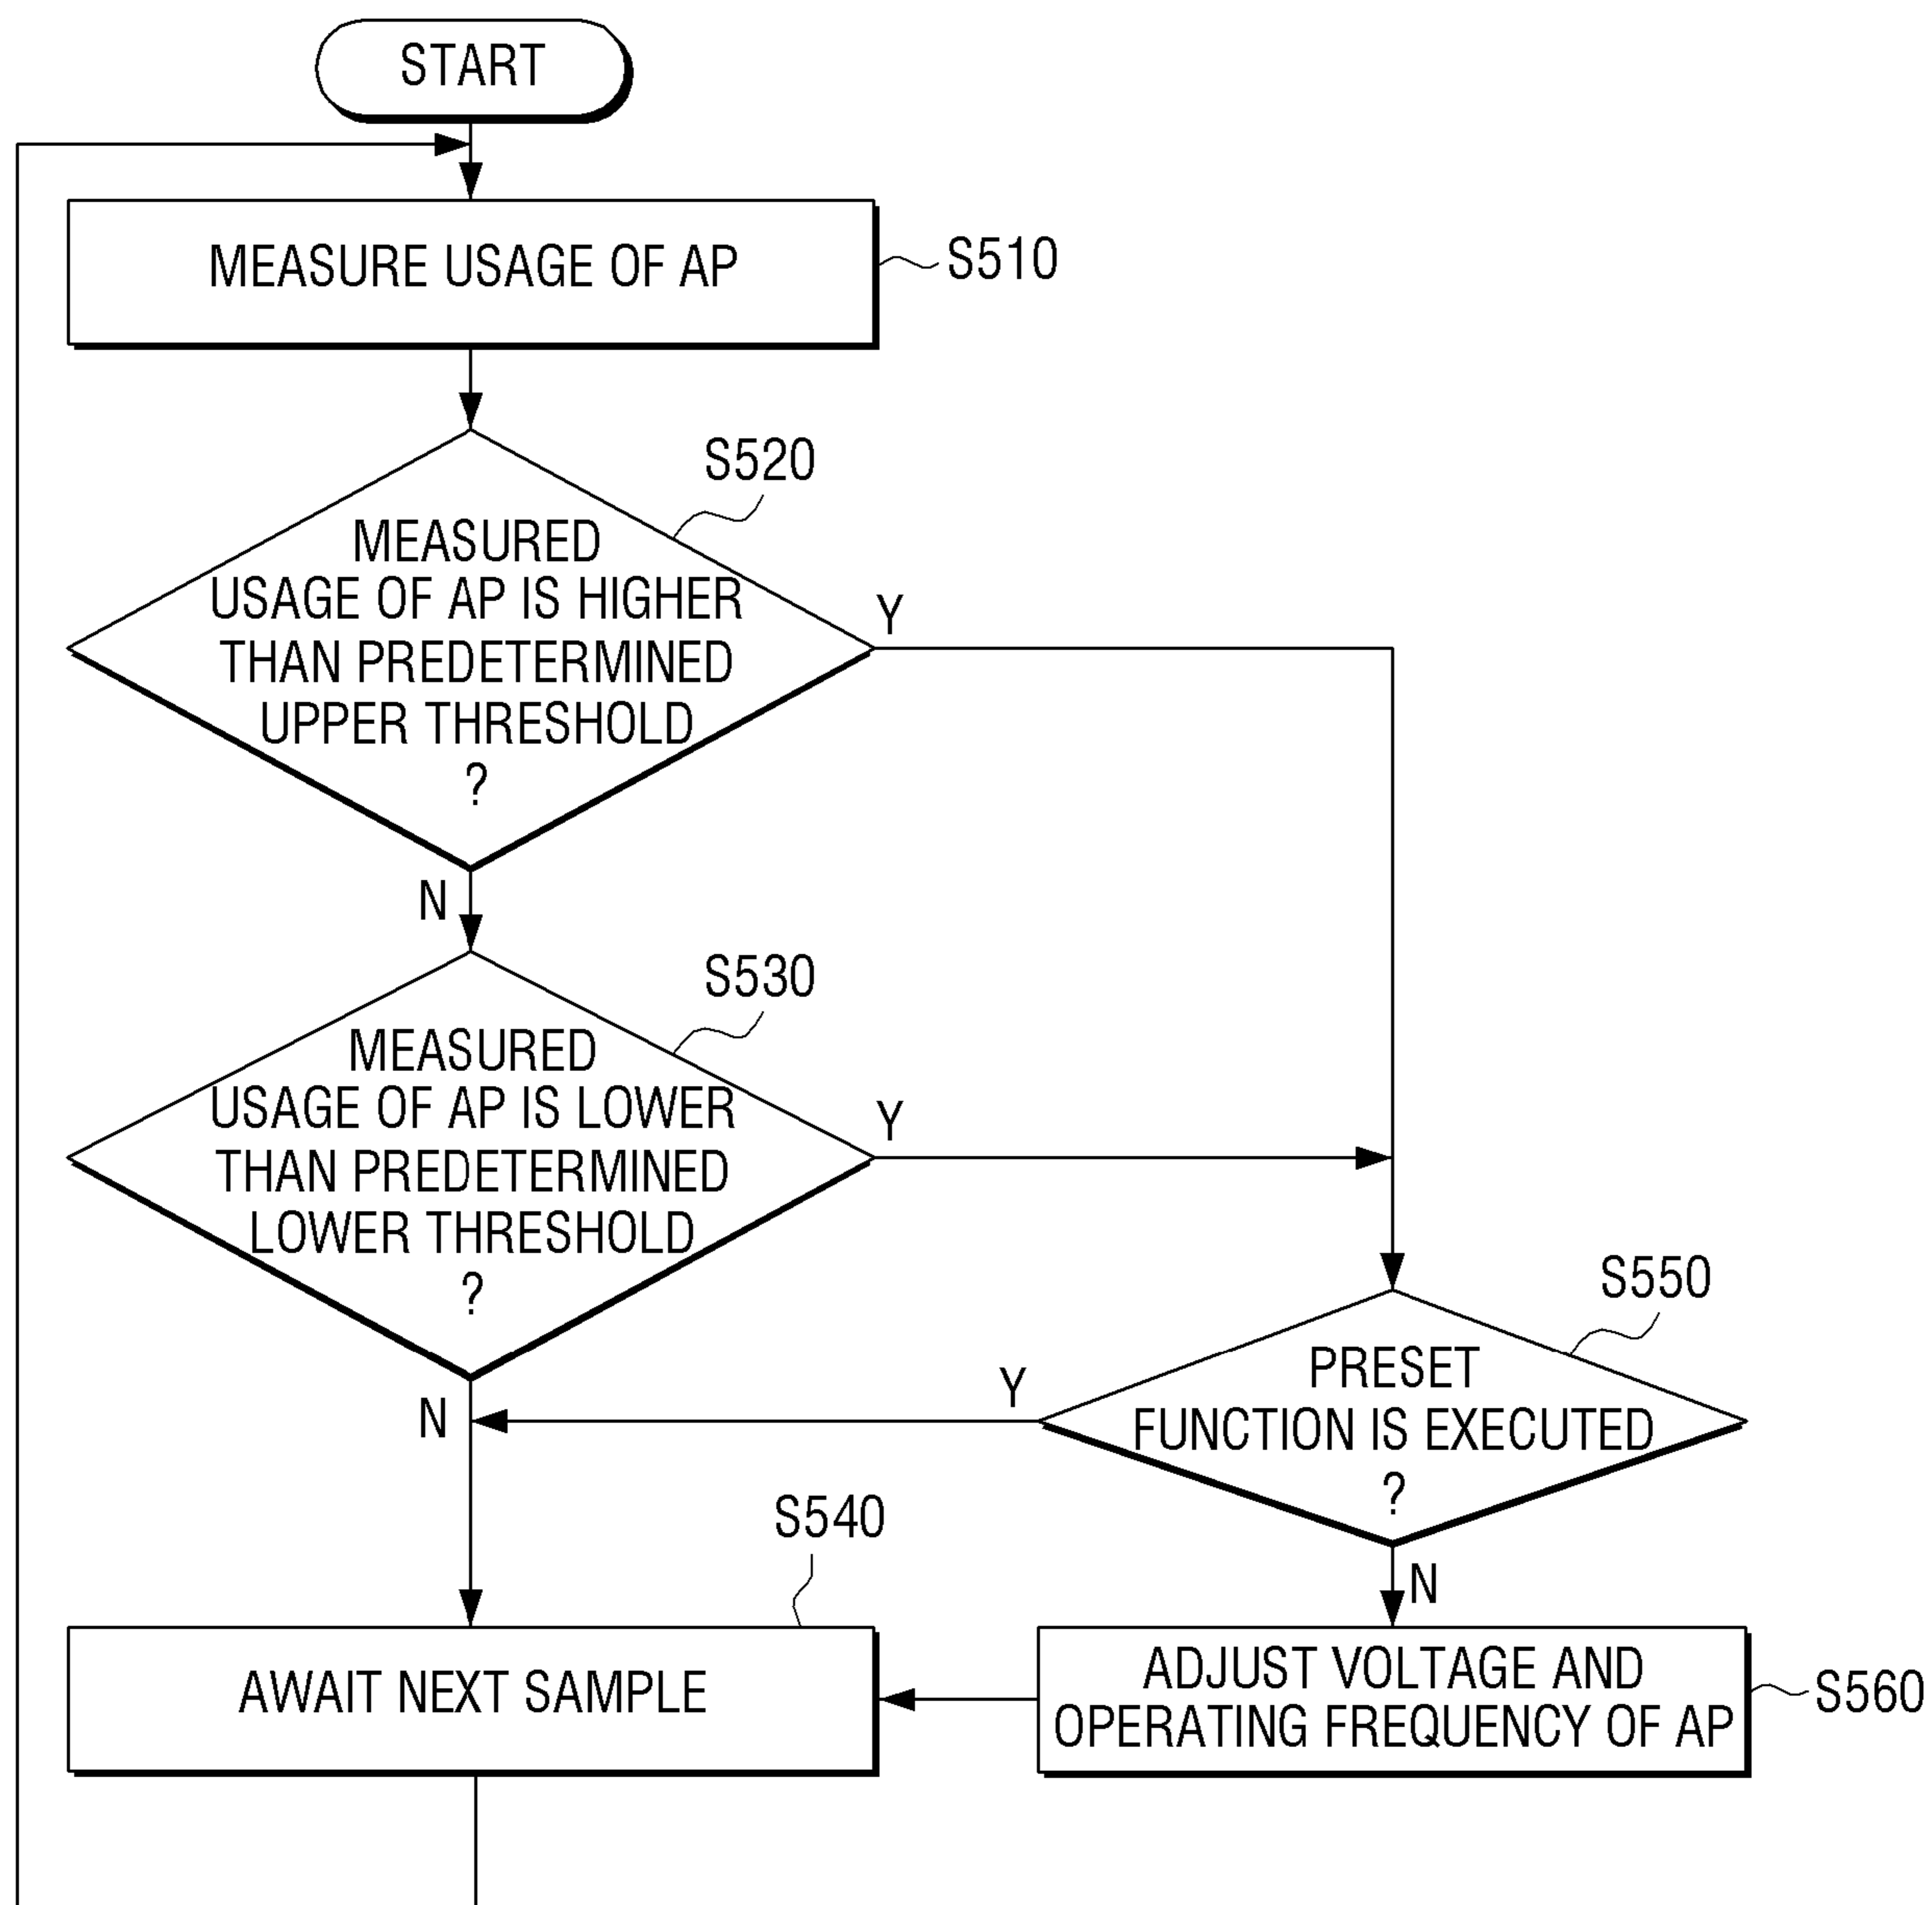 START
MEASURE USAGE OF AP
S510
S520
MEASURED
USAGE OF AP IS HIGHER
THAN PREDETERMINED
UPPER THRESHOLD
?
Y
N
S530
MEASURED
USAGE OF AP IS LOWER
THAN PREDETERMINED
LOWER THRESHOLD
?
Y
N
S550
PRESET
FUNCTION IS EXECUTED
?
Y
N
S540
AWAIT NEXT SAMPLE
ADJUST VOLTAGE AND
OPERATING FREQUENCY OF AP
S560